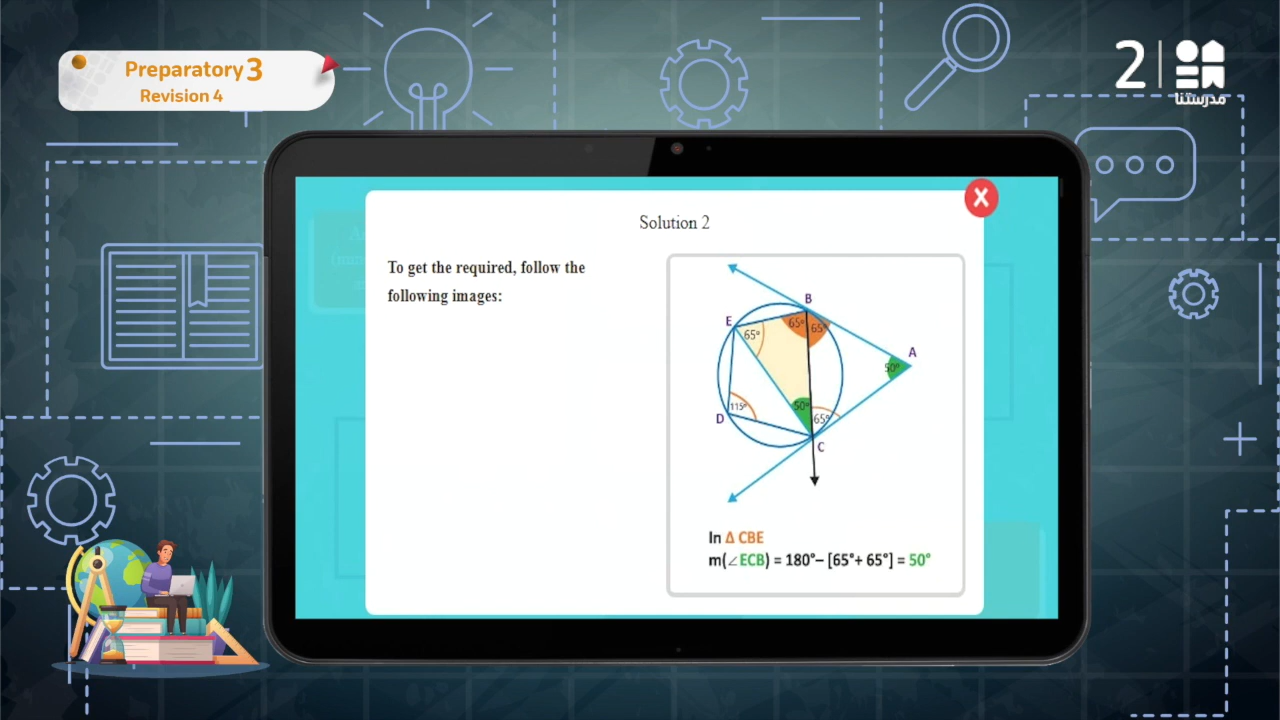 Preparatory 3
Revision 4
2
مدرستنا
Solution 2
To get the required, follow the
following images:
B
E
65°
65°
65°
A
50°
115°
50°
65°
D
C
In Δ CBE
m(∠ECB) = 180°– [65°+ 65°] = 50°